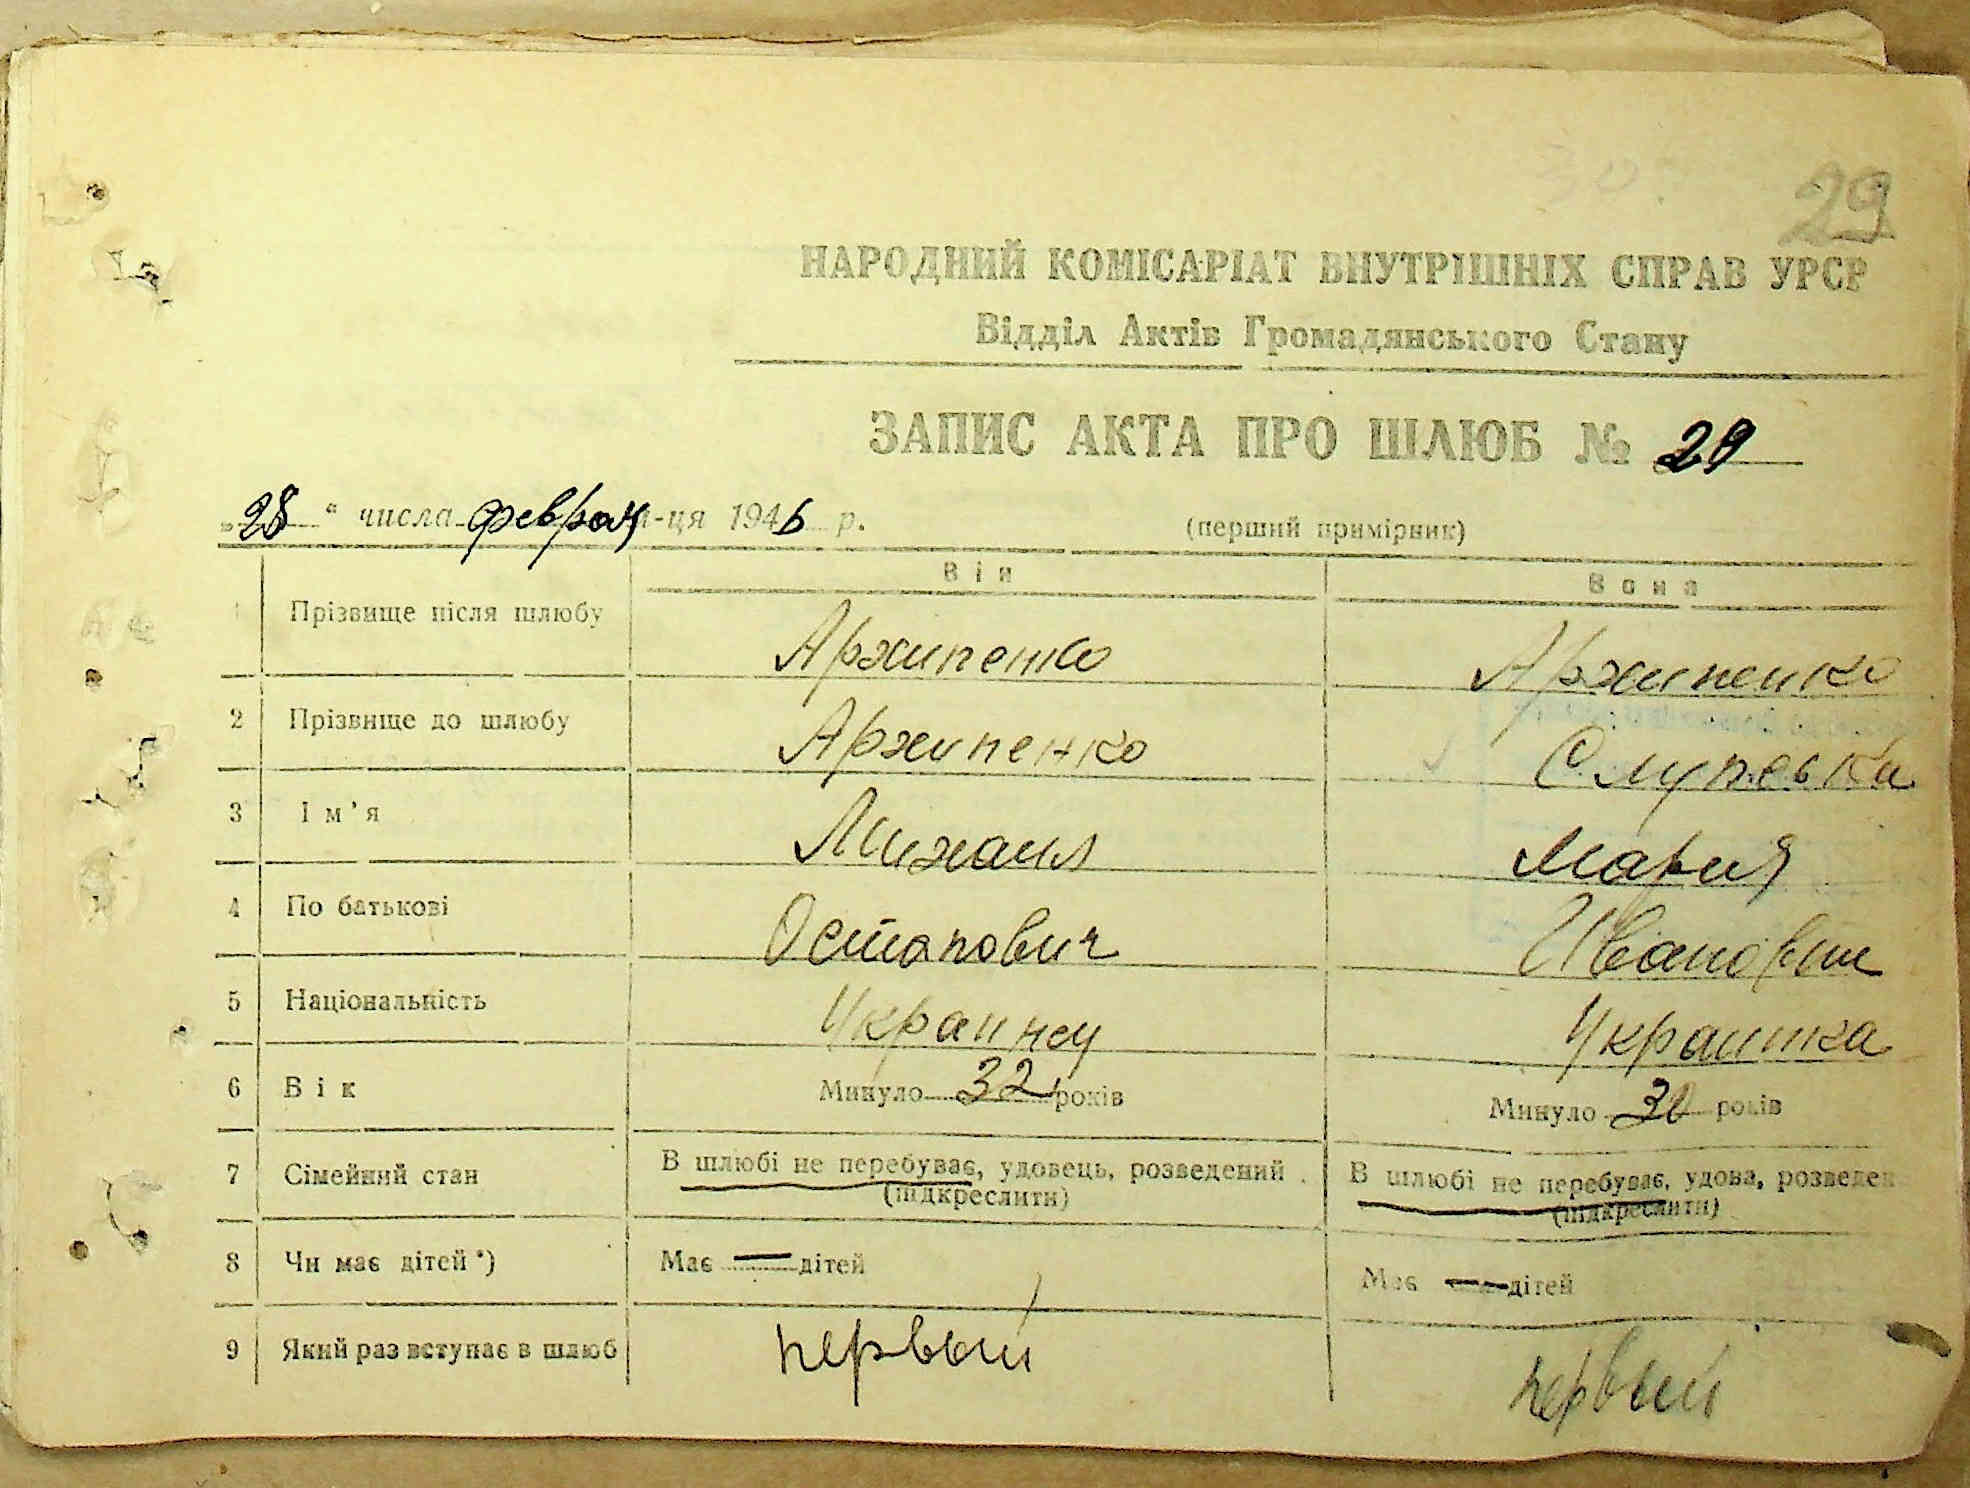 29
НАРОДНИЙ КОМІСАРІАТ ВНУТРІШНІХ СПРАВ УРСР
Відділ Актів Громадянського Стану
ЗАПИС АКТА ПРО ШЛЮБ № 29
„28“ числа февраля м-ця 1946 р. (перший примірник)
Він Вона
1 Прізвище після шлюбу Архипенко Архипенко
2 Прізвище до шлюбу Архипенко
3 Ім'я Михаил Мария
4 По батькові Остапович Ивановна
5 Національність Украинец Украинка
6 Вік Минуло 32 років Минуло 30 років
7 Сімейний стан В шлюбі не перебуває, удовець, розведений В шлюбі не перебуває, удова, розведен
(підкреслити) (підкреслити)
8 Чи має дітей *) Має — дітей Має — дітей
9 Який раз вступає в шлюб первый первый